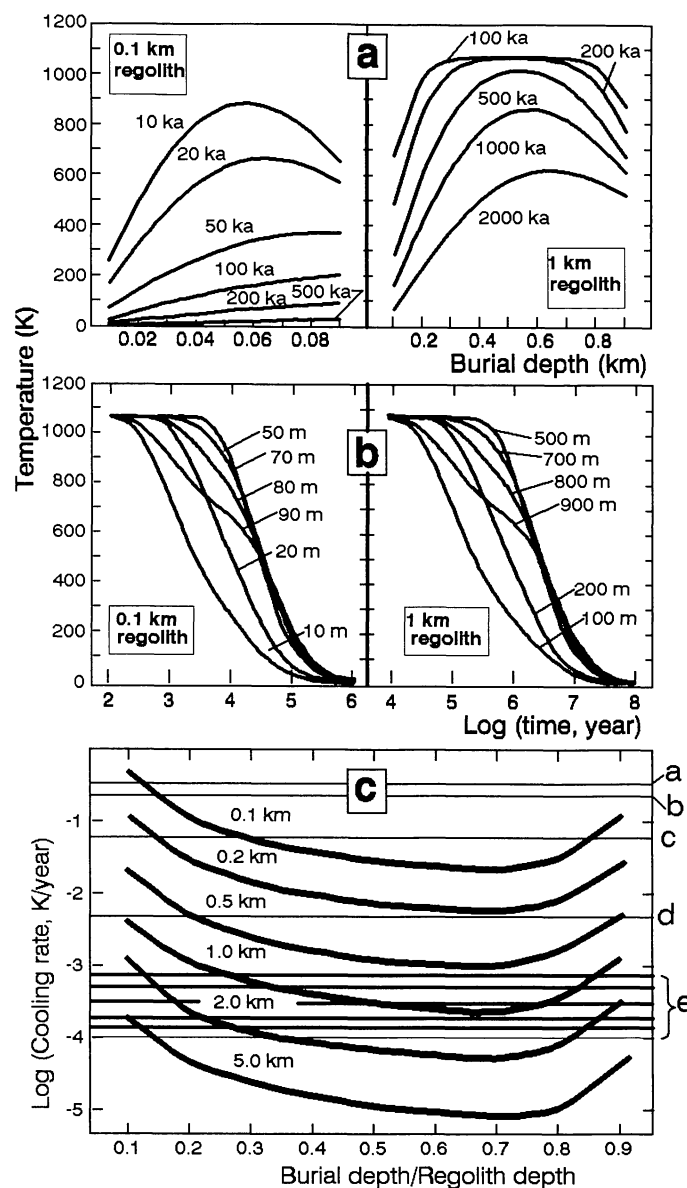 Temperature (K)
1200
1000
800
600
400
200
0
0.1 km
regolith
a
10 ka
20 ka
50 ka
100 ka
200 ka
500 ka
0.02
0.04
0.06
0.08
100 ka
200 ka
500 ka
1000 ka
2000 ka
1 km
regolith
0.2
0.4
0.6
0.8
Burial depth (km)
1200
1000
800
600
400
200
0
b
50 m
70 m
80 m
90 m
20 m
10 m
0.1 km
regolith
2
3
4
5
6
500 m
700 m
800 m
900 m
200 m
100 m
1 km
regolith
4
5
6
7
8
Log (time, year)
Log (Cooling rate, K/year)
-1
-2
-3
-4
-5
c
0.1 km
0.2 km
0.5 km
1.0 km
2.0 km
5.0 km
a
b
c
d
e
0.1
0.2
0.3
0.4
0.5
0.6
0.7
0.8
0.9
Burial depth/Regolith depth